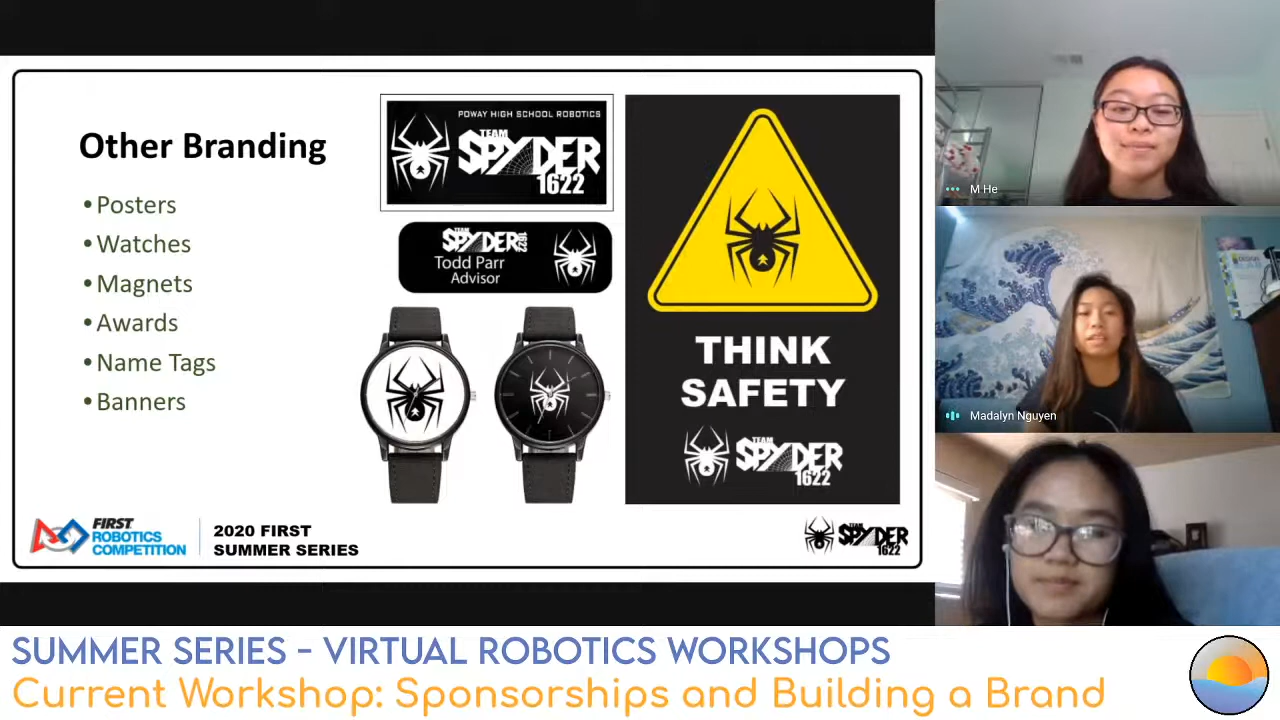 Other Branding
• Posters
• Watches
• Magnets
• Awards
• Name Tags
• Banners
POWAY HIGH SCHOOL ROBOTICS
TEAM
SPYDER
1622
TEAM
SPYDER
1622
Todd Parr
Advisor
THINK
SAFETY
TEAM
SPYDER
1622
FIRST
ROBOTICS
COMPETITION
2020 FIRST
SUMMER SERIES
TEAM
SPYDER
1622
M He
Madalyn Nguyen
SUMMER SERIES - VIRTUAL ROBOTICS WORKSHOPS
Current Workshop: Sponsorships and Building a Brand